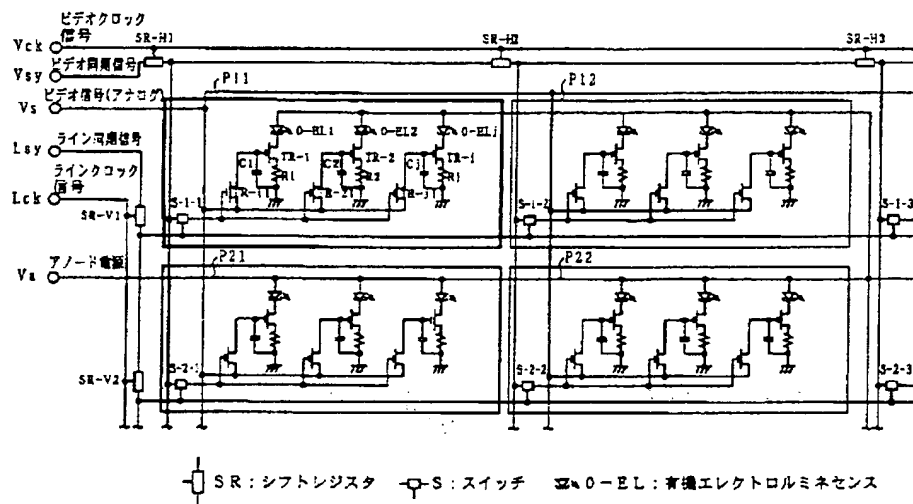 ビデオクロック
信号
Vck
SR-H1
SR-H2
SR-H3
ビデオ同期信号
Vsy
P11
P12
ビデオ信号(アナログ)
Vs
O-EL1
O-EL2
O-ELj
ライン同期信号
Lsy
C1
TR-1
C2
TR-2
Cj
TR-j
R1
R2
Rj
ラインクロック
信号
Lck
SR-V1
S-1-1
S-1-2
S-1-3
アノード電源
Va
P21
P22
SR-V2
S-2-1
S-2-2
S-2-3
SR:シフトレジスタ
S:スイッチ
O-EL:有機エレクトロルミネセンス